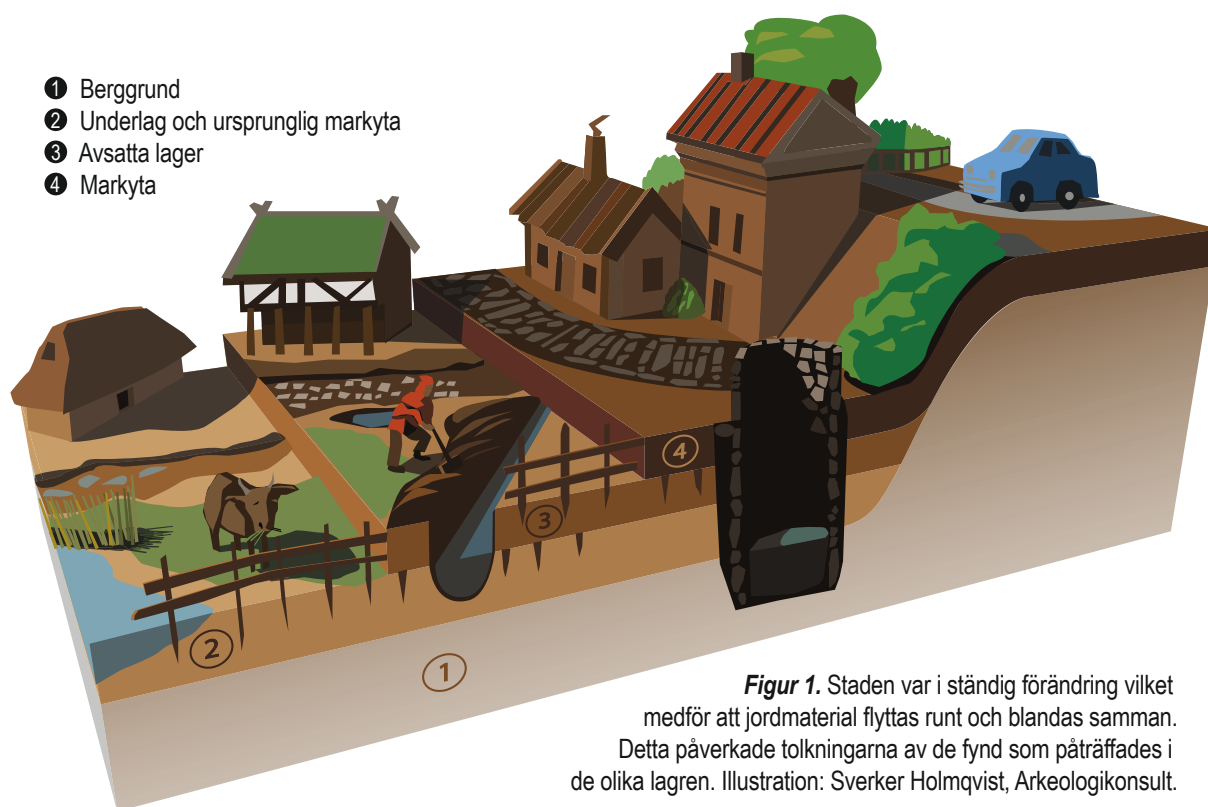 ❶ Berggrund
❷ Underlag och ursprunglig markyta
❸ Avsatta lager
❹ Markyta
4
3
2
1
Figur 1. Staden var i ständig förändring vilket
medför att jordmaterial flyttas runt och blandas samman.
Detta påverkade tolkningarna av de fynd som påträffades i
de olika lagren. Illustration: Sverker Holmqvist, Arkeologikonsult.